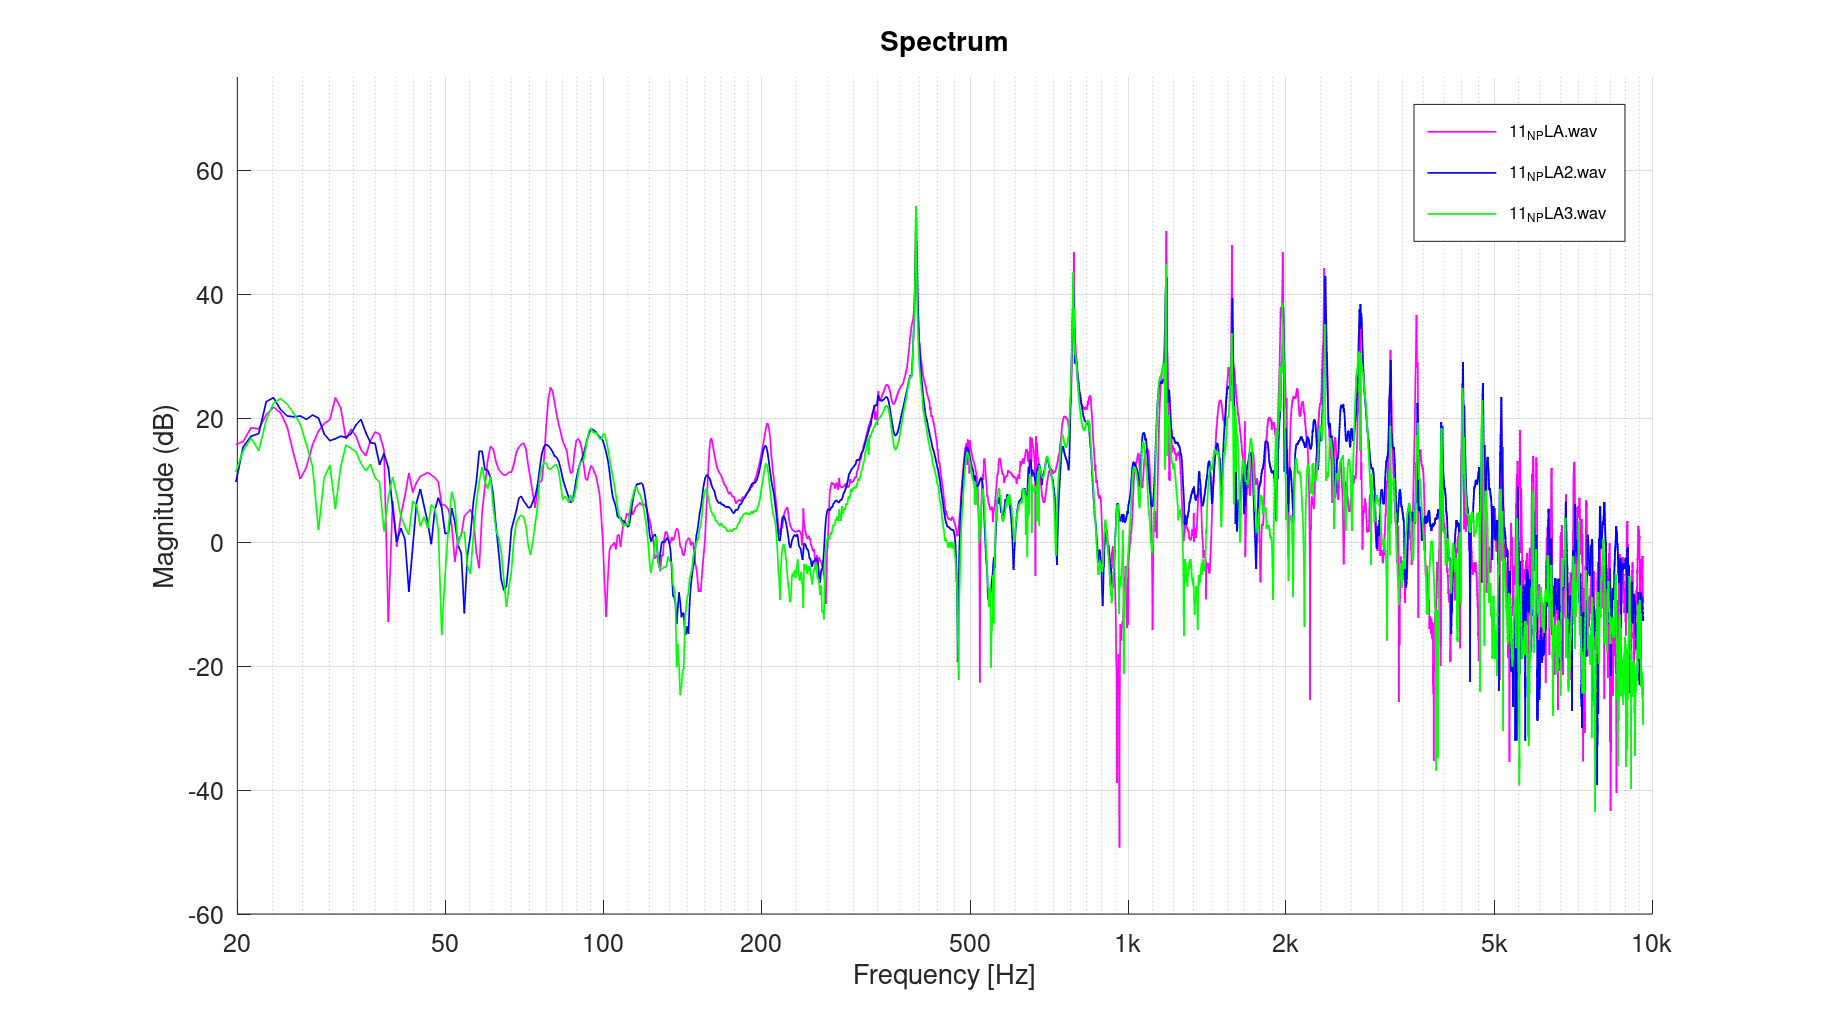 Spectrum
11NPLA.wav
11NPLA2.wav
11NPLA3.wav
Magnitude (dB)
60
40
20
0
-20
-40
-60
20 50 100 200 500 1k 2k 5k 10k
Frequency [Hz]